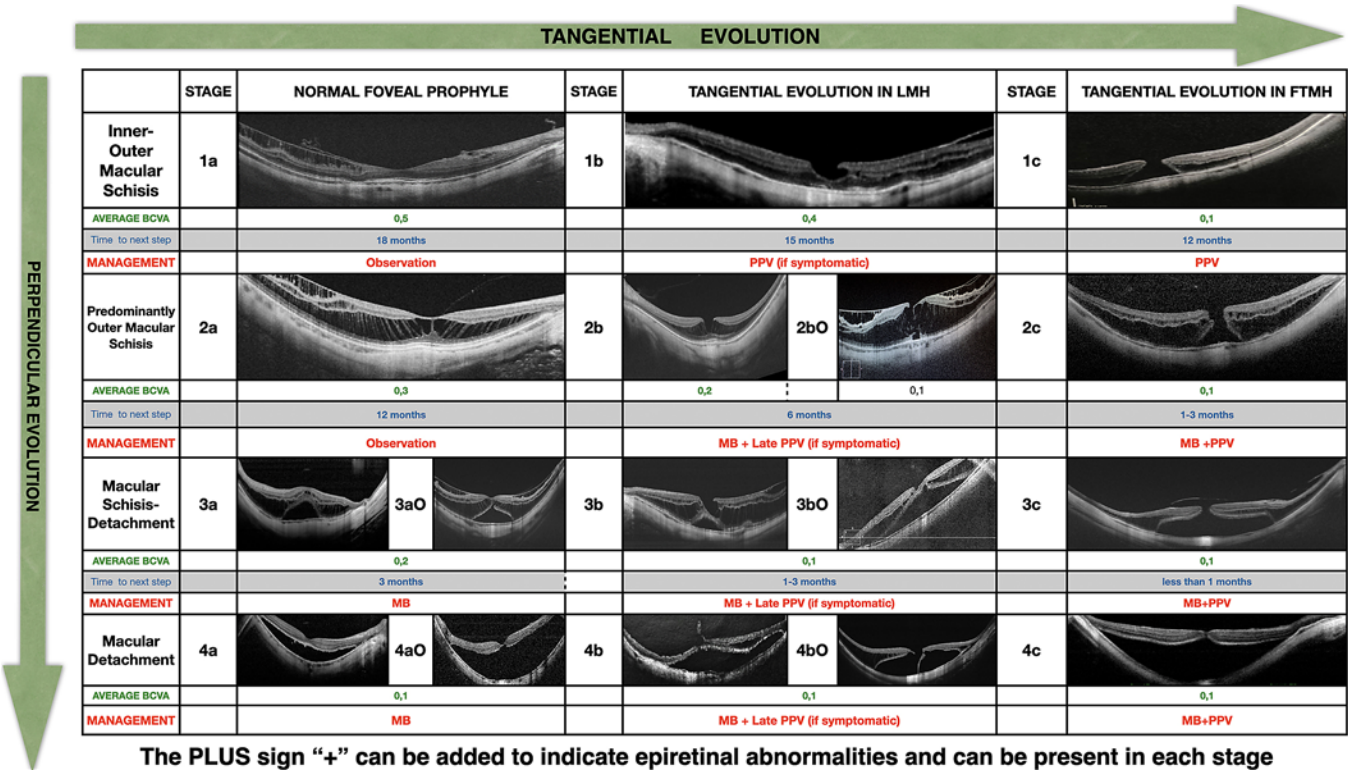 TANGENTIAL EVOLUTION
PERPENDICULAR EVOLUTION
STAGE
NORMAL FOVEAL PROPHYLE
STAGE
TANGENTIAL EVOLUTION IN LMH
STAGE
TANGENTIAL EVOLUTION IN FTMH
Inner-
Outer
Macular
Schisis
1a
1b
1c
AVERAGE BCVA
0,5
0,4
0,1
Time to next step
18 months
15 months
12 months
MANAGEMENT
Observation
PPV (if symptomatic)
PPV
Predominantly
Outer Macular
Schisis
2a
2b
2bO
2c
AVERAGE BCVA
0,3
0,2
0,1
0,1
Time to next step
12 months
6 months
1-3 months
MANAGEMENT
Observation
MB + Late PPV (if symptomatic)
MB +PPV
Macular
Schisis-
Detachment
3a
3aO
3b
3bO
3c
AVERAGE BCVA
0,2
0,1
0,1
Time to next step
3 months
1-3 months
less than 1 months
MANAGEMENT
MB
MB + Late PPV (if symptomatic)
MB+PPV
Macular
Detachment
4a
4aO
4b
4bO
4c
AVERAGE BCVA
0,1
0,1
0,1
MANAGEMENT
MB
MB + Late PPV (if symptomatic)
MB+PPV
The PLUS sign “+” can be added to indicate epiretinal abnormalities and can be present in each stage